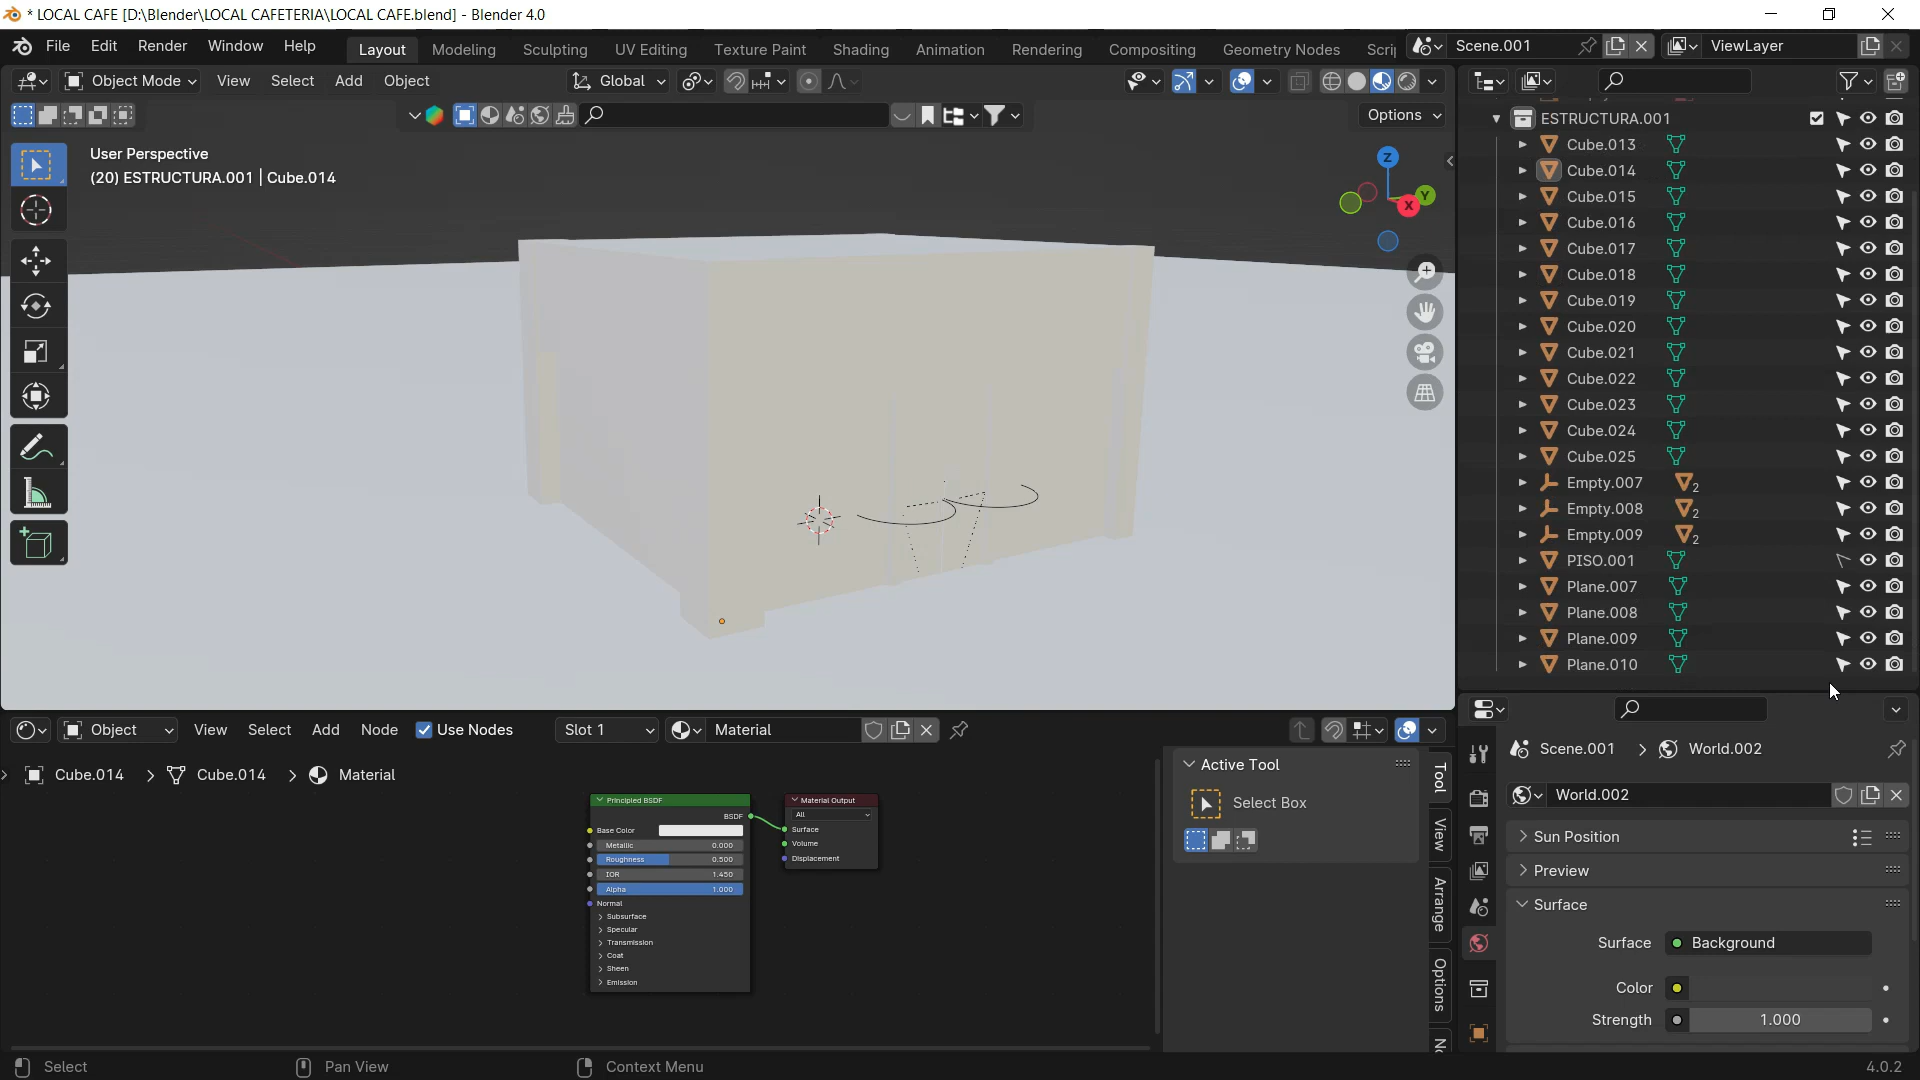 * LOCAL CAFE [D:\Blender\LOCAL CAFETERIA\LOCAL CAFE.blend] - Blender 4.0
File Edit Render Window Help Layout Modeling Sculpting UV Editing Texture Paint Shading Animation Rendering Compositing Geometry Nodes Scri Scene.001 ViewLayer
Object Mode View Select Add Object Global
Options
User Perspective
(20) ESTRUCTURA.001 | Cube.014
Z
Y
X
ESTRUCTURA.001
Cube.013
Cube.014
Cube.015
Cube.016
Cube.017
Cube.018
Cube.019
Cube.020
Cube.021
Cube.022
Cube.023
Cube.024
Cube.025
Empty.007 2
Empty.008 2
Empty.009 2
PISO.001
Plane.007
Plane.008
Plane.009
Plane.010
Object View Select Add Node Use Nodes Slot 1 Material
Cube.014 > Cube.014 > Material
Principled BSDF
BSDF
Base Color
Metallic 0.000
Roughness 0.500
IOR 1.450
Alpha 1.000
Normal
Subsurface
Specular
Transmission
Coat
Sheen
Emission
Material Output
All
Surface
Volume
Displacement
Active Tool
Select Box
Tool
View
Arrange
Options
Scene.001 > World.002
World.002
Sun Position
Preview
Surface
Surface Background
Color
Strength 1.000
Select Pan View Context Menu 4.0.2